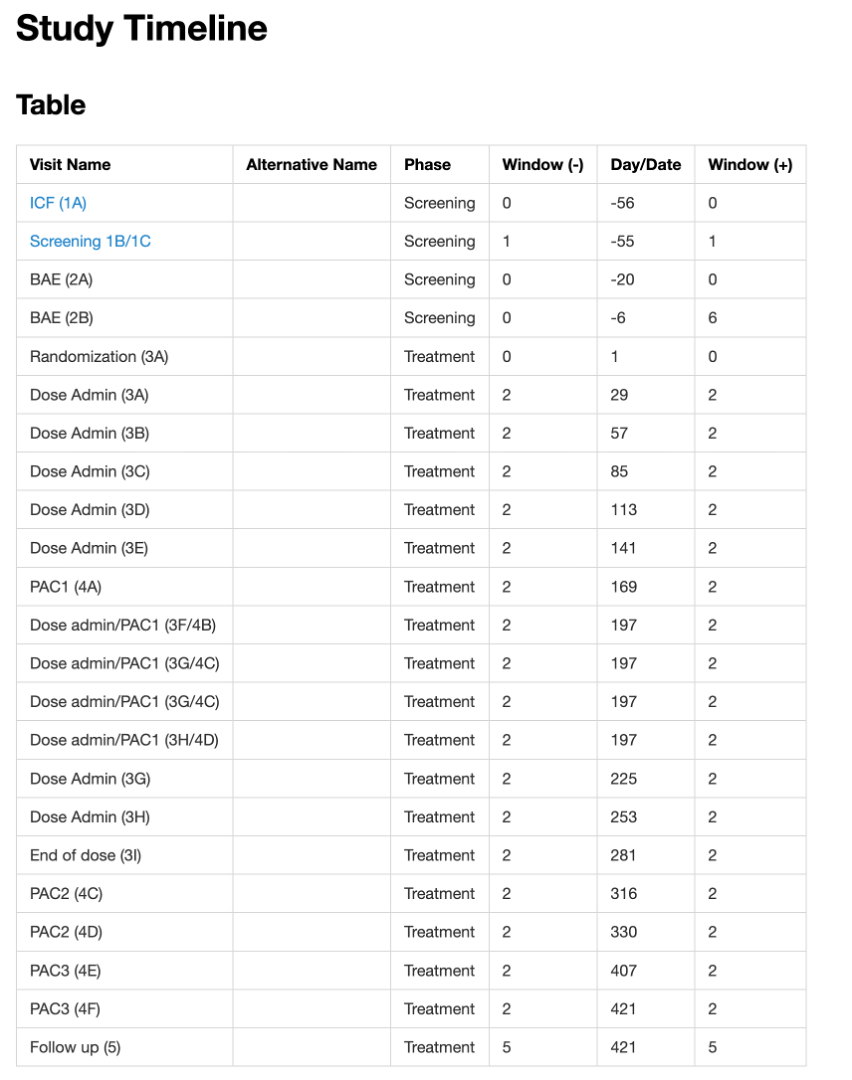 Study Timeline
Table
Visit Name Alternative Name Phase Window (-) Day/Date Window (+)
ICF (1A) Screening 0 -56 0
Screening 1B/1C Screening 1 -55 1
BAE (2A) Screening 0 -20 0
BAE (2B) Screening 0 -6 6
Randomization (3A) Treatment 0 1 0
Dose Admin (3A) Treatment 2 29 2
Dose Admin (3B) Treatment 2 57 2
Dose Admin (3C) Treatment 2 85 2
Dose Admin (3D) Treatment 2 113 2
Dose Admin (3E) Treatment 2 141 2
PAC1 (4A) Treatment 2 169 2
Dose admin/PAC1 (3F/4B) Treatment 2 197 2
Dose admin/PAC1 (3G/4C) Treatment 2 197 2
Dose admin/PAC1 (3G/4C) Treatment 2 197 2
Dose admin/PAC1 (3H/4D) Treatment 2 197 2
Dose Admin (3G) Treatment 2 225 2
Dose Admin (3H) Treatment 2 253 2
End of dose (3I) Treatment 2 281 2
PAC2 (4C) Treatment 2 316 2
PAC2 (4D) Treatment 2 330 2
PAC3 (4E) Treatment 2 407 2
PAC3 (4F) Treatment 2 421 2
Follow up (5) Treatment 5 421 5